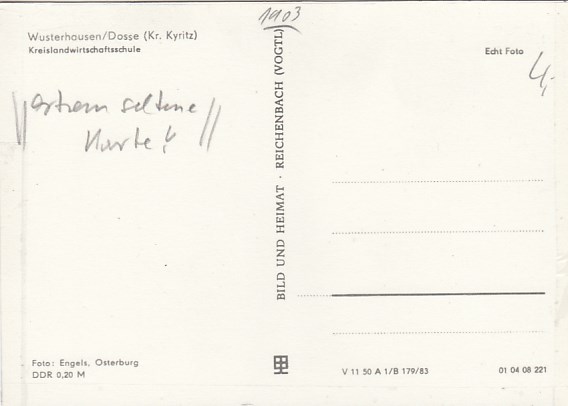 1903
Wusterhausen/Dosse (Kr. Kyritz)
Kreislandwirtschaftsschule
Echt Foto
4,-
extrem seltene
Karte!
BILD UND HEIMAT · REICHENBACH (VOGTL)
Foto: Engels, Osterburg
DDR 0,20 M
V 11 50 A 1/B 179/83
01 04 08 221